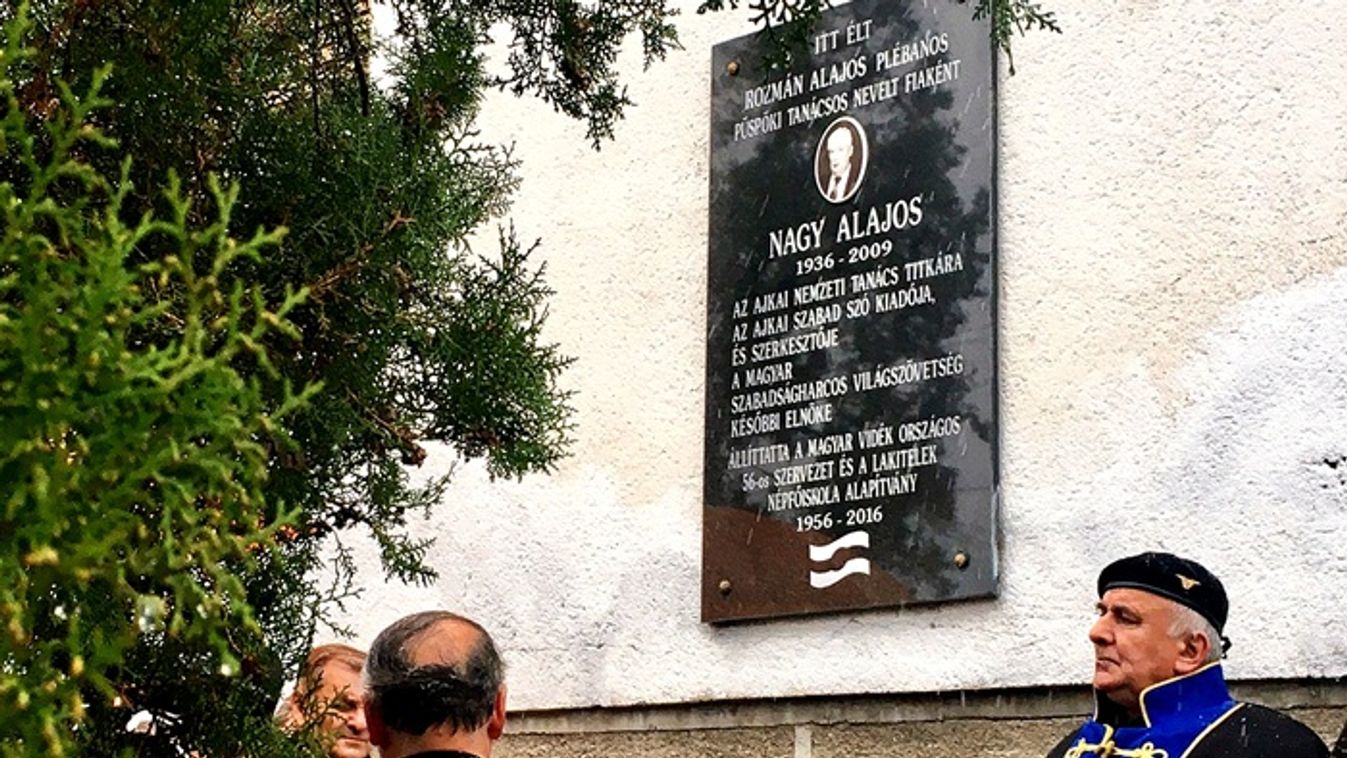 ITT ÉLT
ROZMÁN ALAJOS PLÉBÁNOS
PÜSPÖKI TANÁCSOS NEVELT FIAKÉNT
NAGY ALAJOS
1936 - 2009
AZ AJKAI NEMZETI TANÁCS TITKÁRA
AZ AJKAI SZABAD SZÓ KIADÓJA,
ÉS SZERKESZTŐJE
A MAGYAR
SZABADSÁGHARCOS VILÁGSZÖVETSÉG
KÉSŐBBI ELNÖKE
ÁLLÍTTATTA A MAGYAR VIDÉK ORSZÁGOS
56-OS SZERVEZET ÉS A LAKITELEK
NÉPFŐISKOLA ALAPÍTVÁNY
1956 - 2016